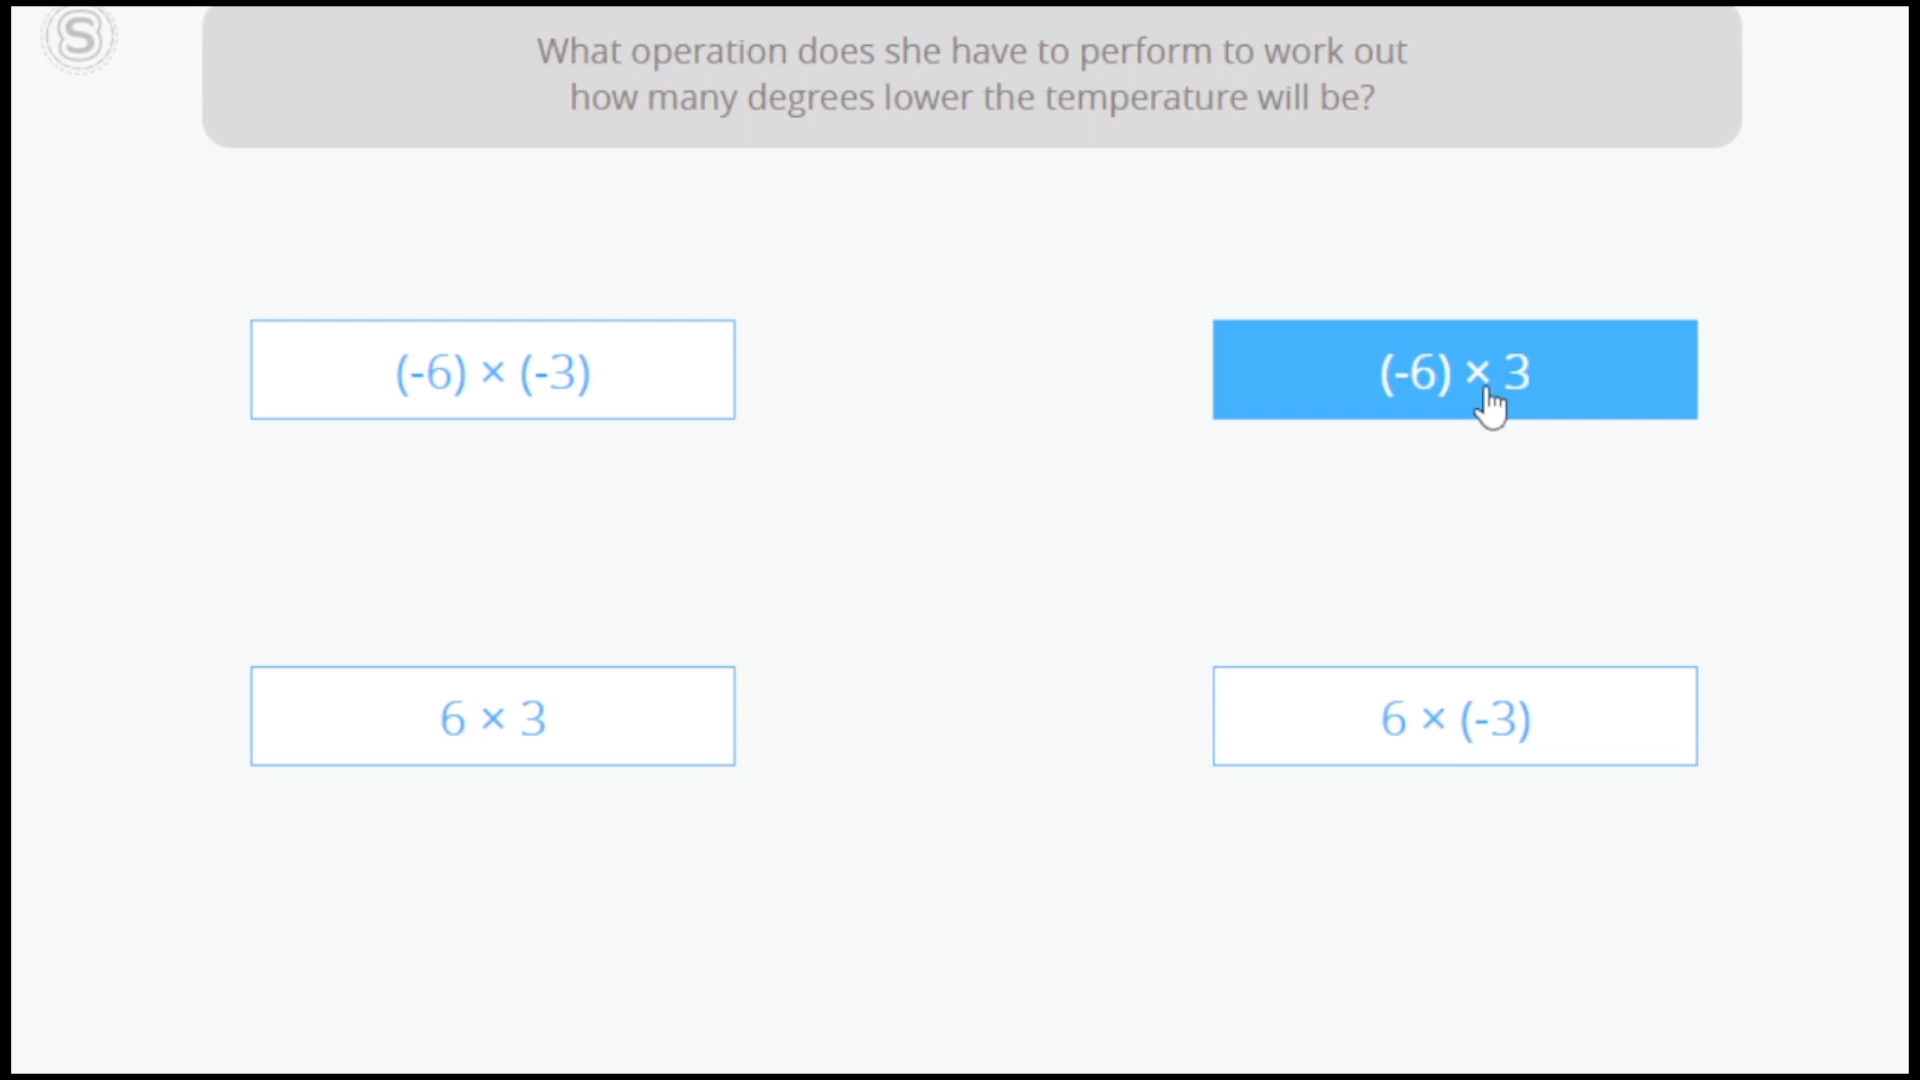 S
What operation does she have to perform to work out
how many degrees lower the temperature will be?
(-6) × (-3)
(-6) × 3
6 × 3
6 × (-3)